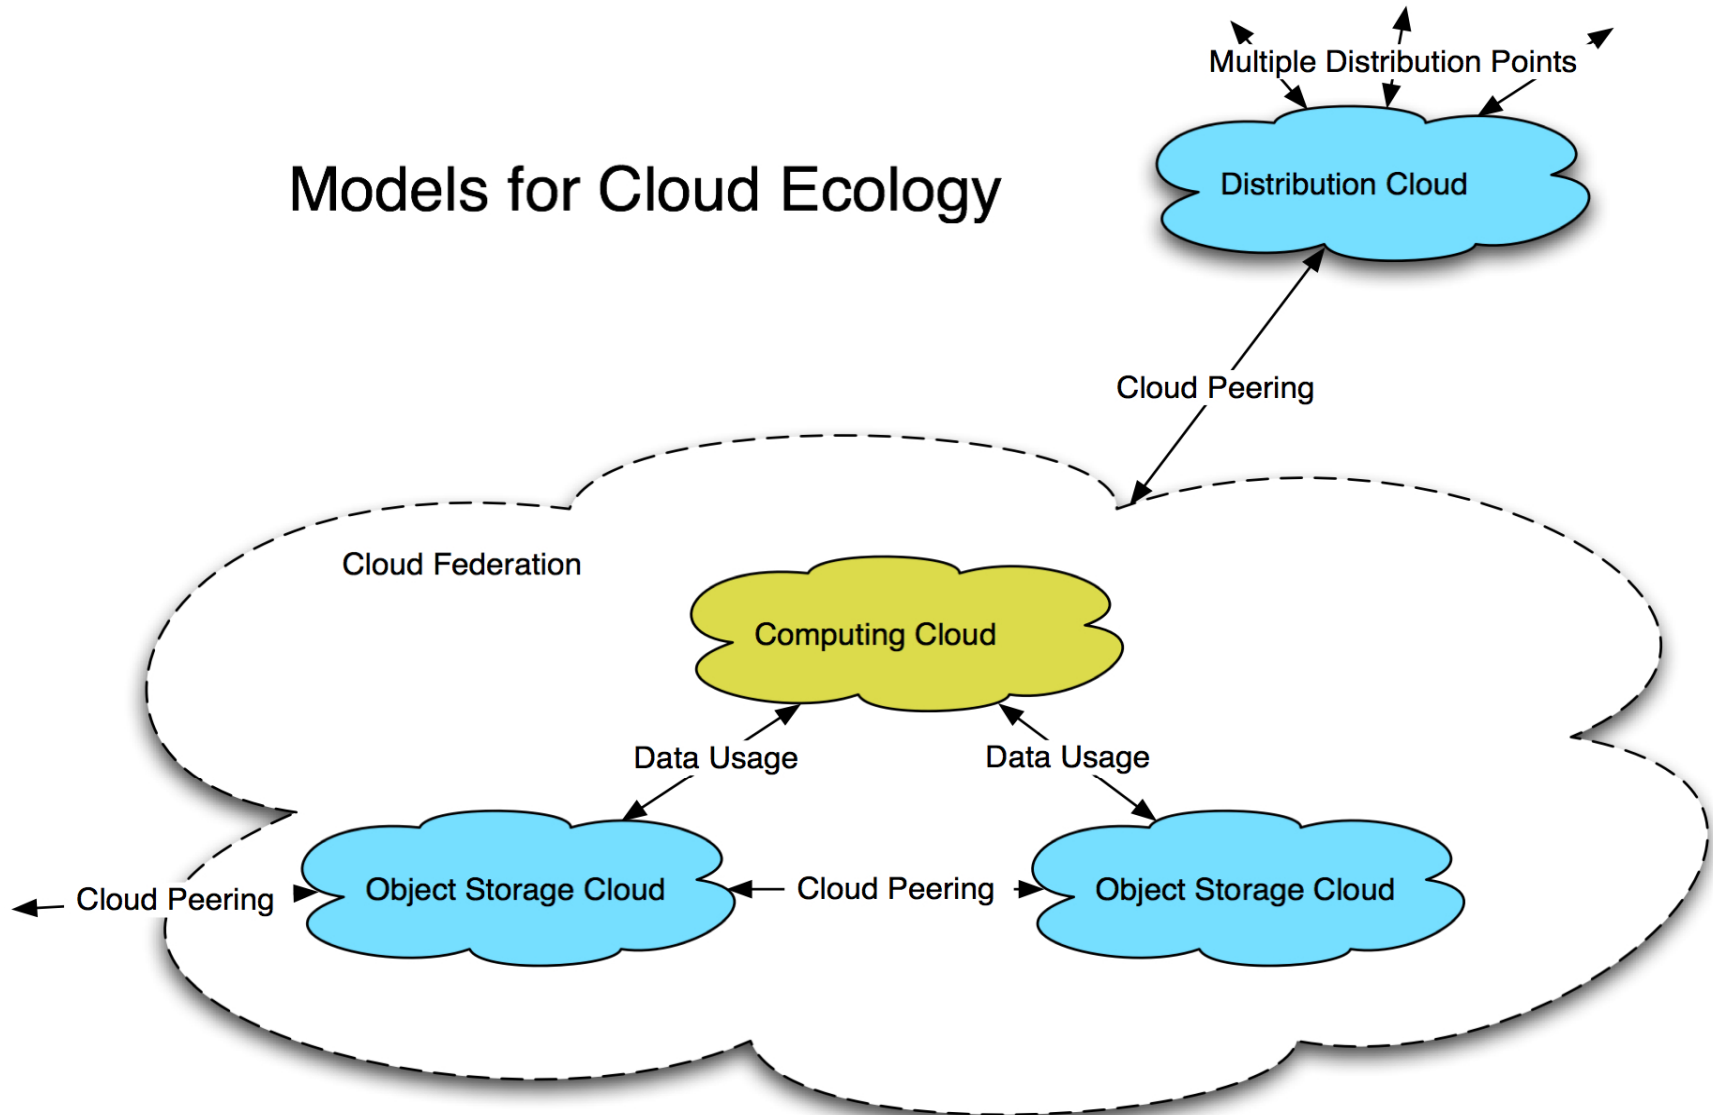 Multiple Distribution Points
Distribution Cloud
Models for Cloud Ecology
Cloud Peering
Cloud Federation
Computing Cloud
Data Usage
Data Usage
Object Storage Cloud
Cloud Peering
Object Storage Cloud
Cloud Peering